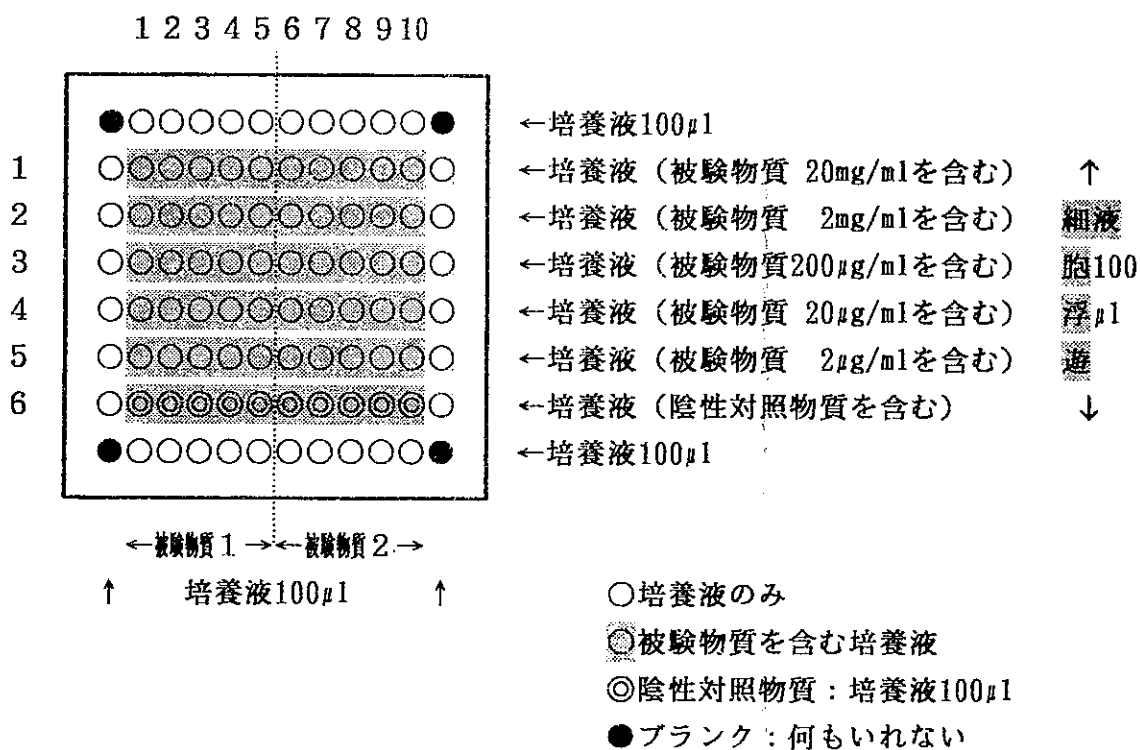 1 2 3 4 5 6 7 8 9 10
←培養液100μl
1 ←培養液（被験物質 20mg/mlを含む） ↑
2 ←培養液（被験物質 2mg/mlを含む） 細液
3 ←培養液（被験物質200μg/mlを含む） 胞100
4 ←培養液（被験物質 20μg/mlを含む） 浮μl
5 ←培養液（被験物質 2μg/mlを含む） 遊
6 ←培養液（陰性対照物質を含む） ↓
←培養液100μl
←被験物質1→←被験物質2→
↑ 培養液100μl ↑
○培養液のみ
○被験物質を含む培養液
◎陰性対照物質：培養液100μl
●ブランク：何もいれない